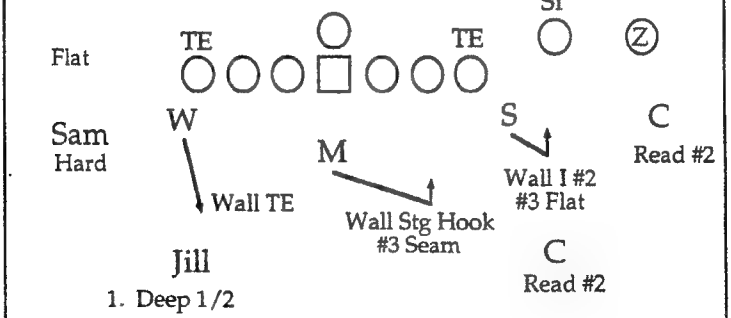 Sl
TE
TE
Z
Flat
W
S
C
Sam
Hard
M
Read #2
Wall I #2
#3 Flat
Wall TE
Wall Stg Hook
#3 Seam
Jill
C
Read #2
1. Deep 1/2